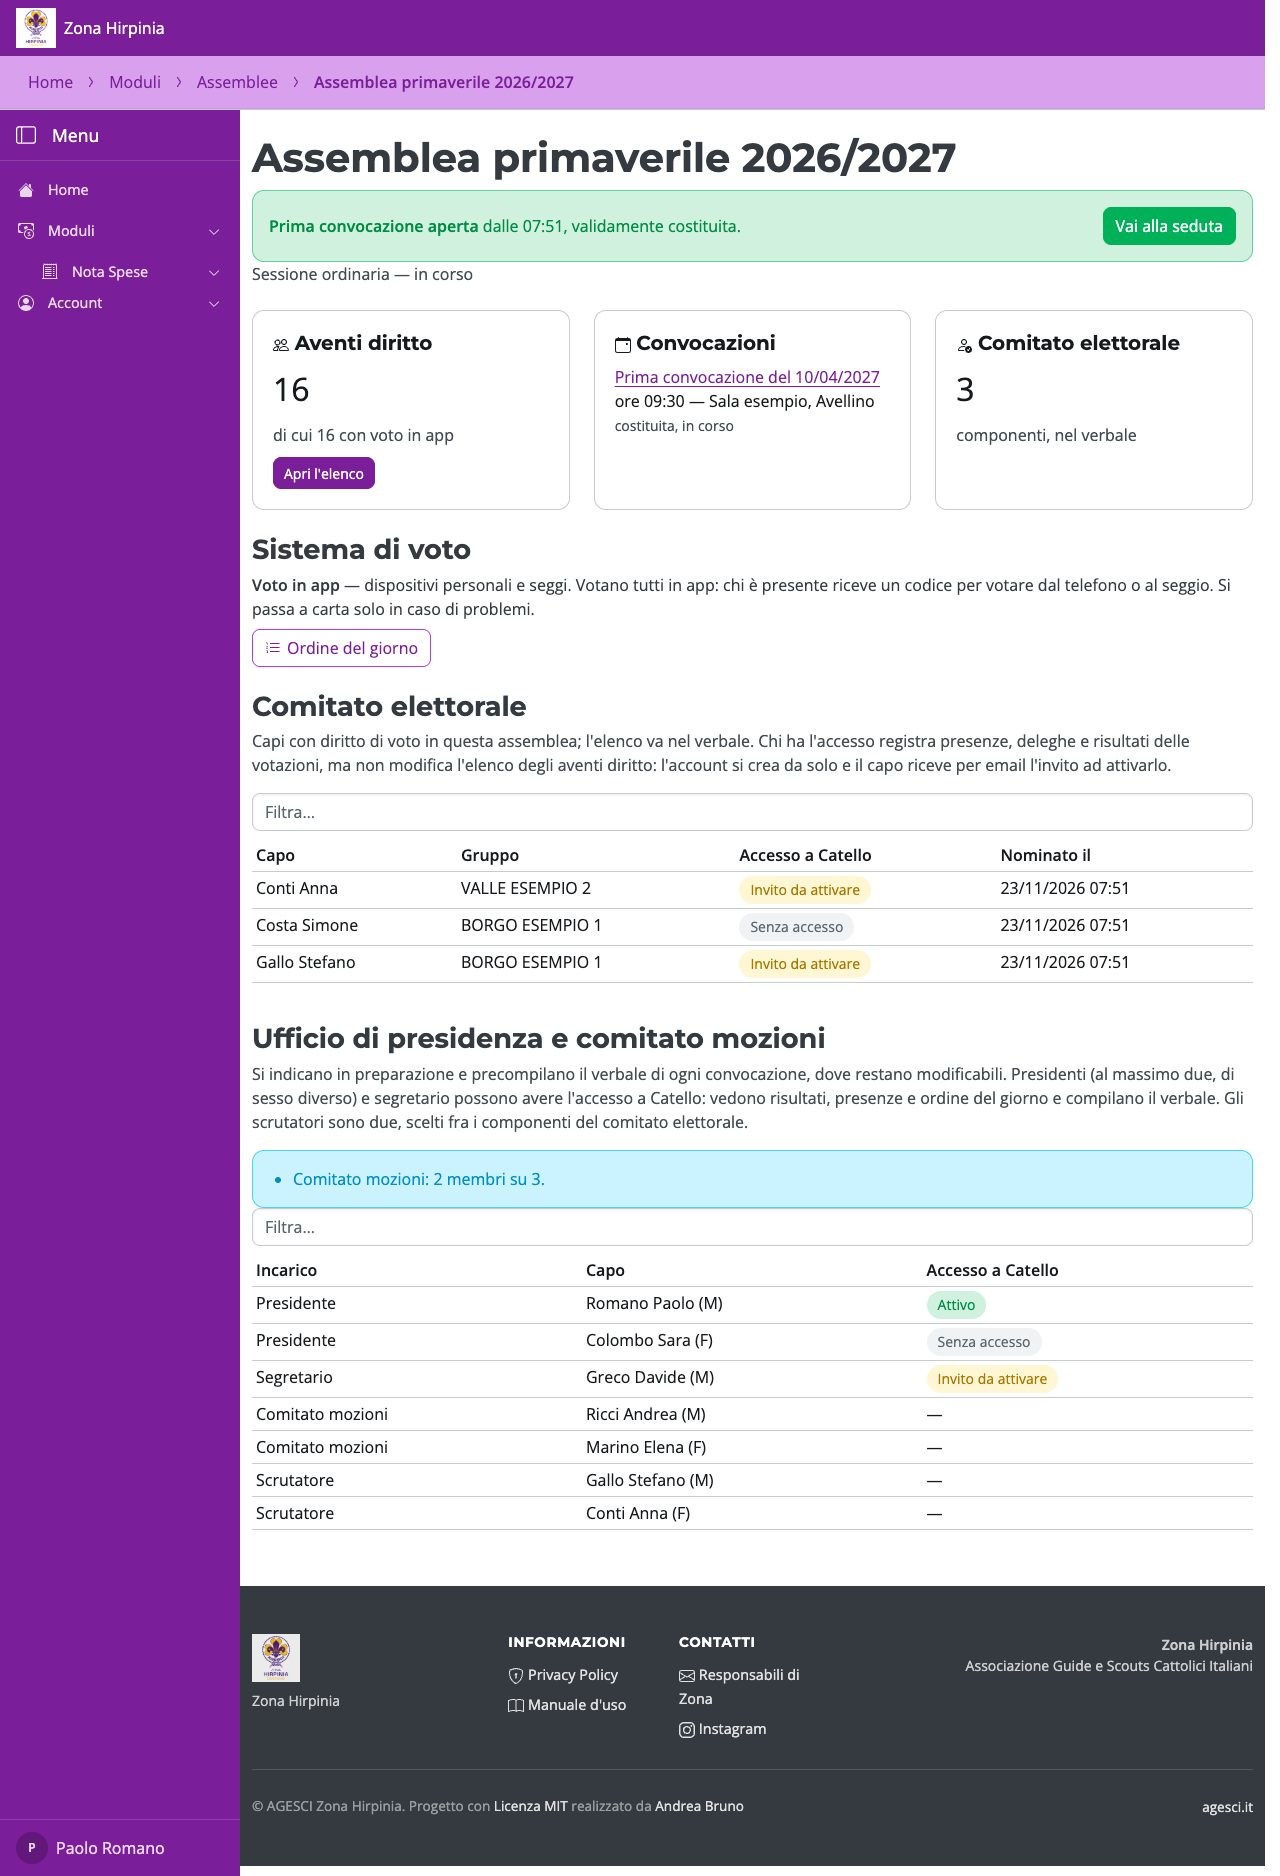 Zona Hirpinia
Home > Moduli > Assemblee > Assemblea primaverile 2026/2027
Menu
Home
Moduli
Nota Spese
Account
Assemblea primaverile 2026/2027
Prima convocazione aperta dalle 07:51, validamente costituita.
Vai alla seduta
Sessione ordinaria — in corso
Aventi diritto
16
di cui 16 con voto in app
Apri l'elenco
Convocazioni
Prima convocazione del 10/04/2027
ore 09:30 — Sala esempio, Avellino
costituita, in corso
Comitato elettorale
3
componenti, nel verbale
Sistema di voto
Voto in app — dispositivi personali e seggi. Votano tutti in app: chi è presente riceve un codice per votare dal telefono o al seggio. Si
passa a carta solo in caso di problemi.
Ordine del giorno
Comitato elettorale
Capi con diritto di voto in questa assemblea; l'elenco va nel verbale. Chi ha l'accesso registra presenze, deleghe e risultati delle
votazioni, ma non modifica l'elenco degli aventi diritto: l'account si crea da solo e il capo riceve per email l'invito ad attivarlo.
Filtra...
Capo Gruppo Accesso a Catello Nominato il
Conti Anna VALLE ESEMPIO 2 Invito da attivare 23/11/2026 07:51
Costa Simone BORGO ESEMPIO 1 Senza accesso 23/11/2026 07:51
Gallo Stefano BORGO ESEMPIO 1 Invito da attivare 23/11/2026 07:51
Ufficio di presidenza e comitato mozioni
Si indicano in preparazione e precompilano il verbale di ogni convocazione, dove restano modificabili. Presidenti (al massimo due, di
sesso diverso) e segretario possono avere l'accesso a Catello: vedono risultati, presenze e ordine del giorno e compilano il verbale. Gli
scrutatori sono due, scelti fra i componenti del comitato elettorale.
• Comitato mozioni: 2 membri su 3.
Filtra...
Incarico Capo Accesso a Catello
Presidente Romano Paolo (M) Attivo
Presidente Colombo Sara (F) Senza accesso
Segretario Greco Davide (M) Invito da attivare
Comitato mozioni Ricci Andrea (M) —
Comitato mozioni Marino Elena (F) —
Scrutatore Gallo Stefano (M) —
Scrutatore Conti Anna (F) —
Zona Hirpinia
INFORMAZIONI
Privacy Policy
Manuale d'uso
CONTATTI
Responsabili di
Zona
Instagram
Zona Hirpinia
Associazione Guide e Scouts Cattolici Italiani
© AGESCI Zona Hirpinia. Progetto con Licenza MIT realizzato da Andrea Bruno
agesci.it
P Paolo Romano